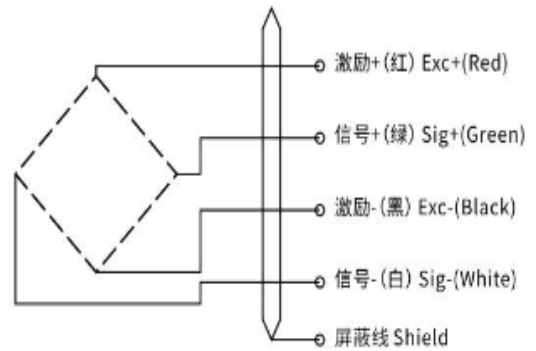 激励+(红) Exc+(Red)
信号+(绿) Sig+(Green)
激励-(黑) Exc-(Black)
信号-(白) Sig-(White)
屏蔽线 Shield